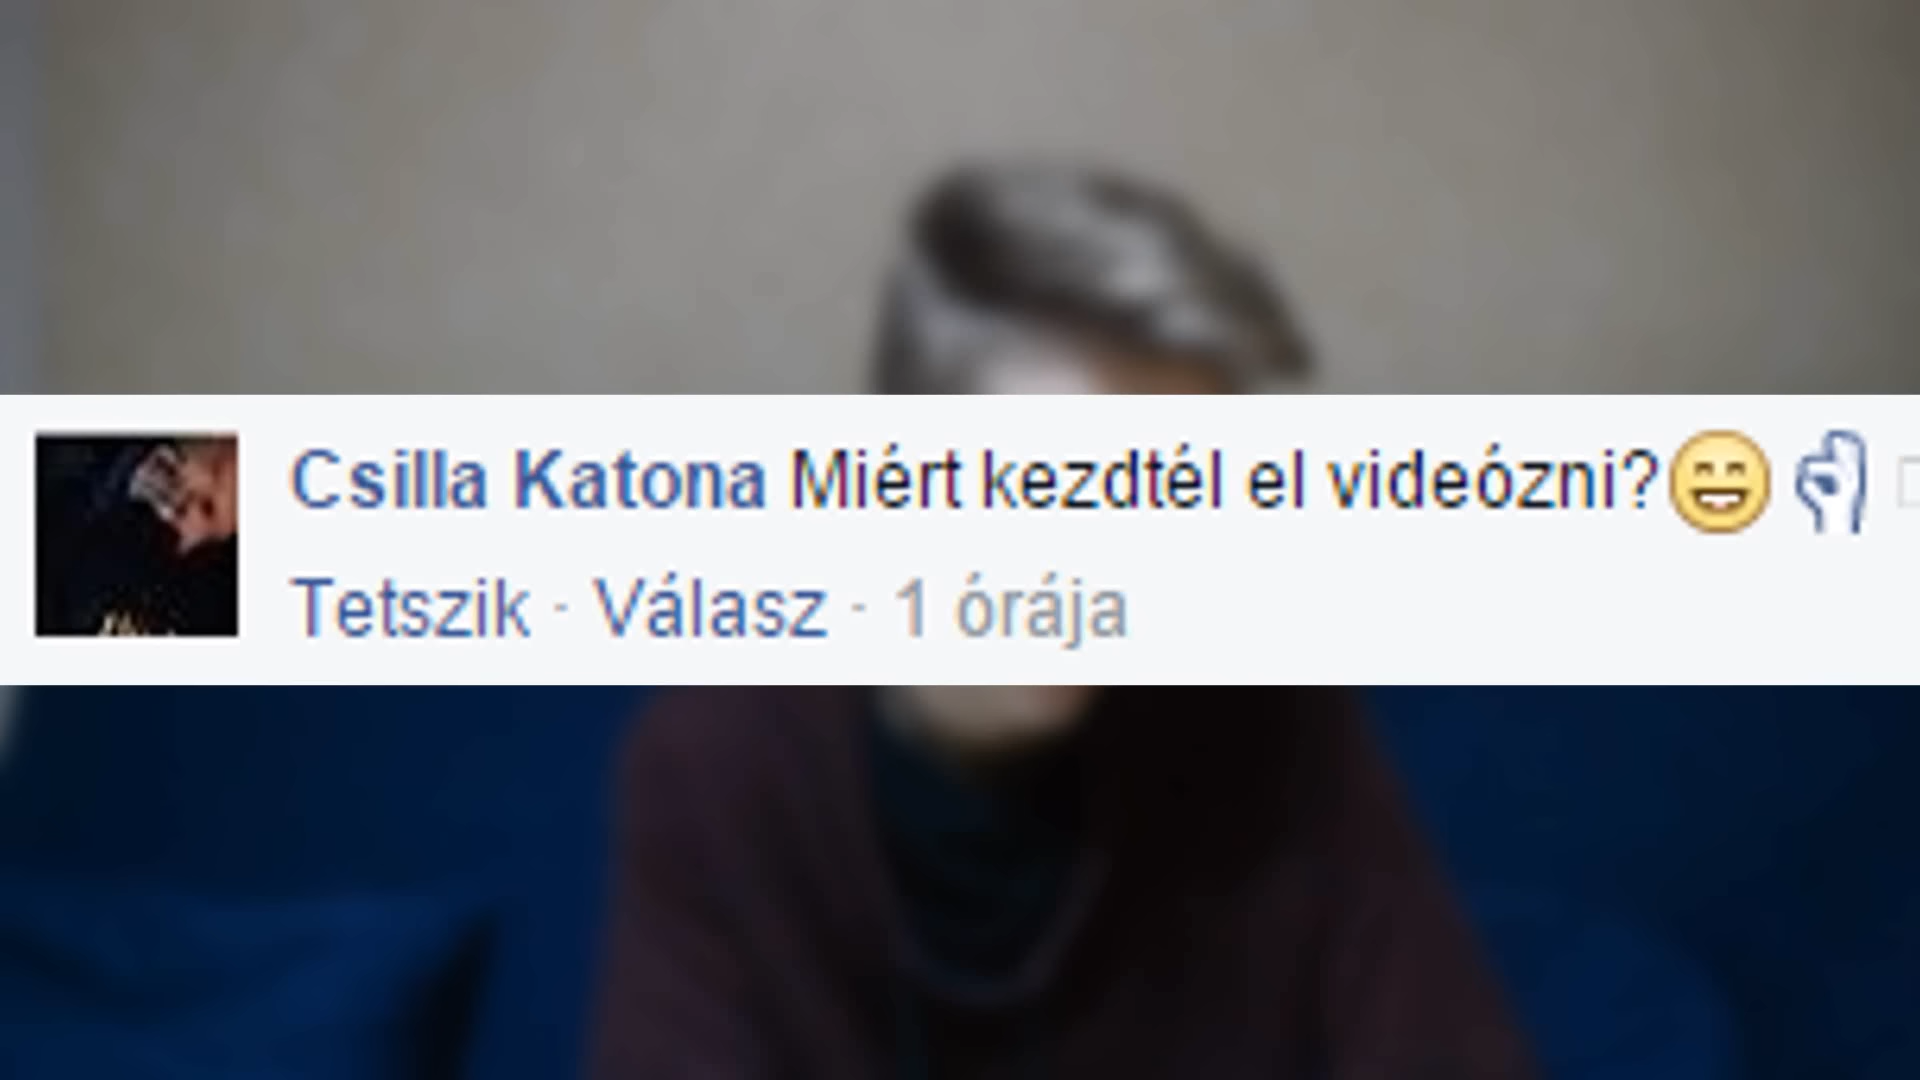 Csilla Katona Miért kezdtél el videózni?😄👌
Tetszik · Válasz · 1 órája